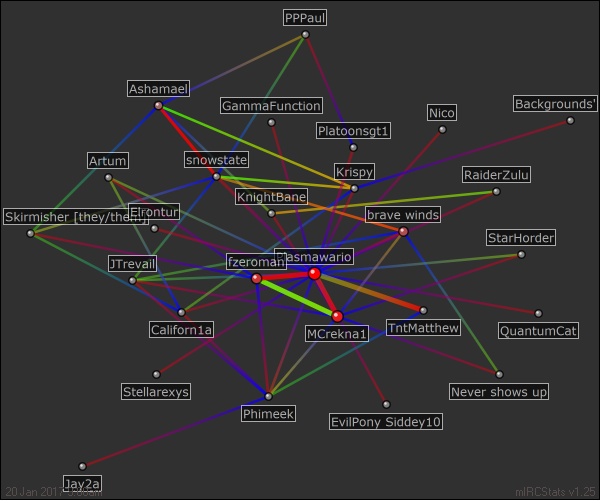 PPPaul
Ashamael
GammaFunction
Backgrounds'
Nico
Platoonsgt1
Artum
snowstate
Krispy
RaiderZulu
KnightBane
Skirmisher [they/them]
Elrontur
brave winds
StarHorder
JTrevail
fzeroman
Plasmawario
Californ1a
MCrekna1
TntMatthew
QuantumCat
Stellarexys
Never shows up
Phimeek
EvilPony Siddey10
Jay2a
20 Jan 2017
mIRCStats v1.25